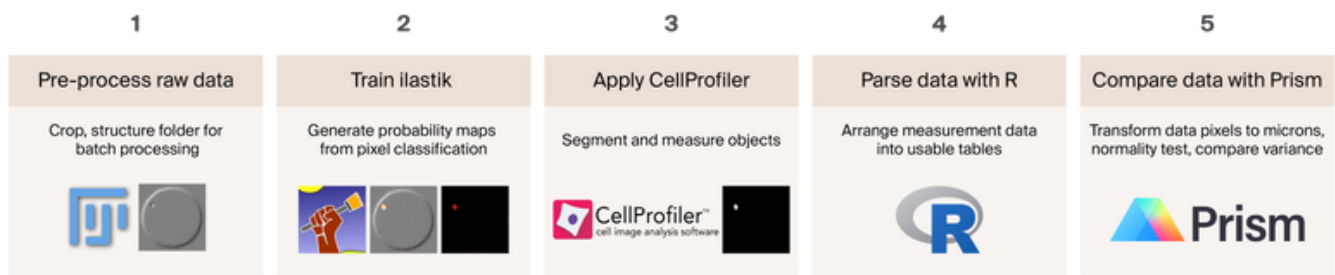 1
2
3
4
5
Pre-process raw data
Train ilastik
Apply CellProfiler
Parse data with R
Compare data with Prism
Crop, structure folder for
batch processing
Generate probability maps
from pixel classification
Segment and measure objects
Arrange measurement data
into usable tables
Transform data pixels to microns,
normality test, compare variance
CellProfiler™
cell image analysis software
R
Prism